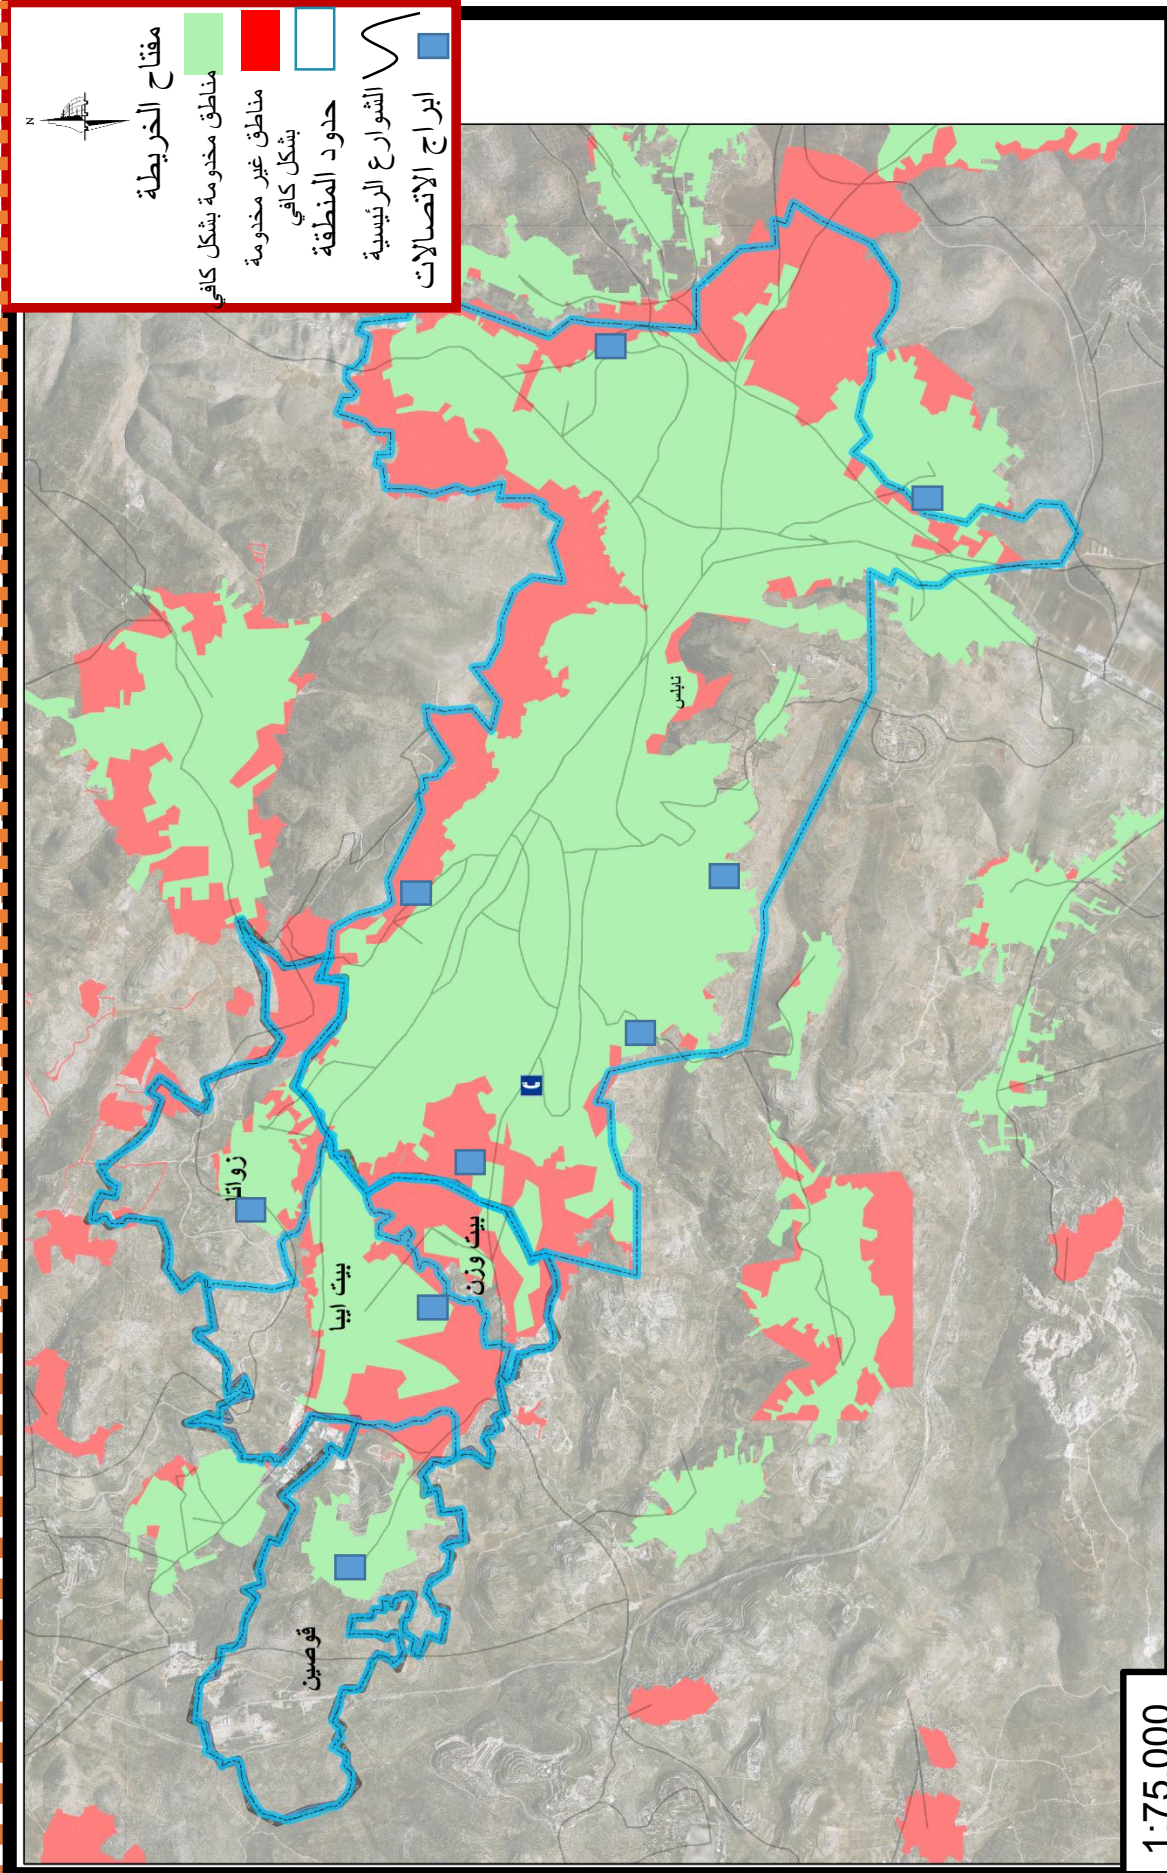 N
مفتاح الخريطة
مناطق مخدومة بشكل كافي
مناطق غير مخدومة
بشكل كافي
حدود المنطقة
الشوارع الرئيسية
ابراج الاتصالات
زواتا
بيت ايبا
بيت وزن
قوصين
نابلس
1:75,000